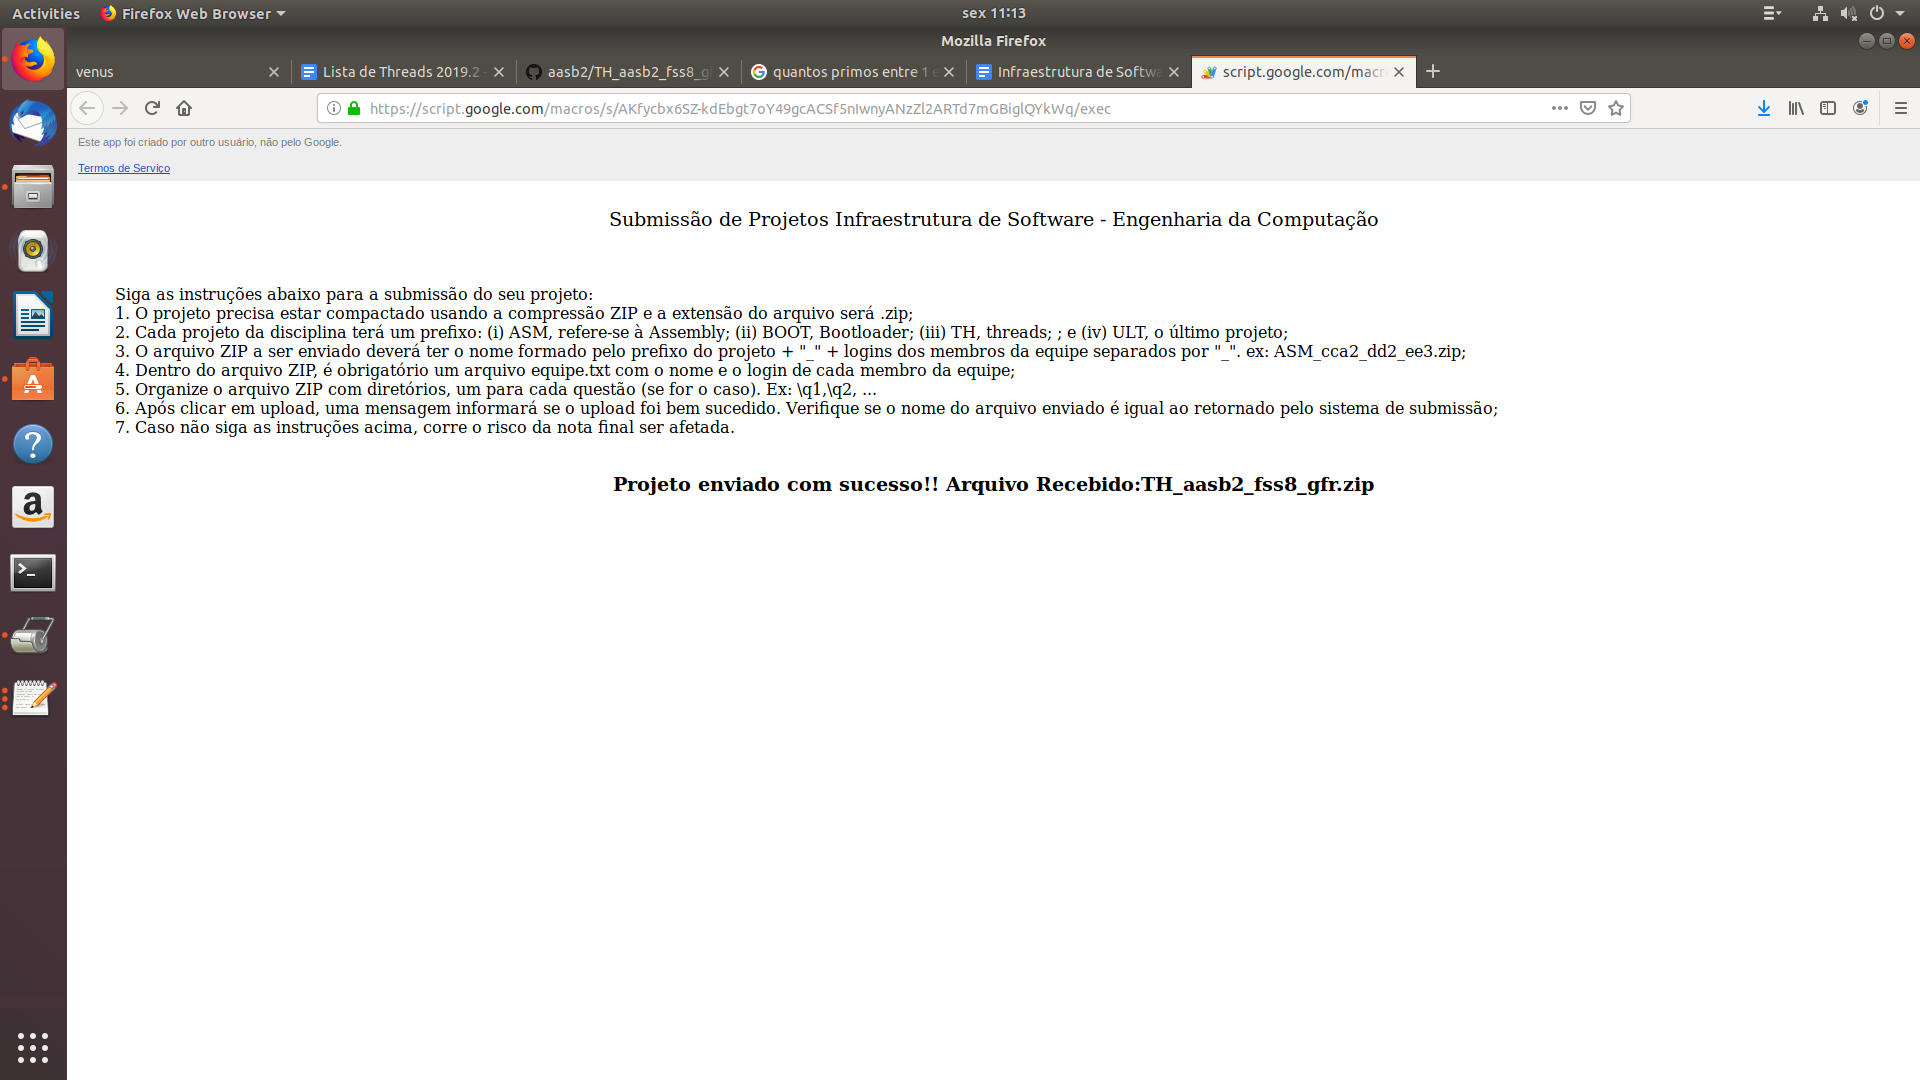 Activities
Firefox Web Browser
sex 11:13
Mozilla Firefox
venus
Lista de Threads 2019.2 -
aasb2/TH_aasb2_fss8_g
quantos primos entre 1 e
Infraestrutura de Softwa
script.google.com/macr
https://script.google.com/macros/s/AKfycbx6SZ-kdEbgt7oY49gcACSf5nIwnyANzZl2ARTd7mGBiglQYkWq/exec
Este app foi criado por outro usuário, não pelo Google.
Termos de Serviço
Submissão de Projetos Infraestrutura de Software - Engenharia da Computação
Siga as instruções abaixo para a submissão do seu projeto:
1. O projeto precisa estar compactado usando a compressão ZIP e a extensão do arquivo será .zip;
2. Cada projeto da disciplina terá um prefixo: (i) ASM, refere-se à Assembly; (ii) BOOT, Bootloader; (iii) TH, threads; ; e (iv) ULT, o último projeto;
3. O arquivo ZIP a ser enviado deverá ter o nome formado pelo prefixo do projeto + "_" + logins dos membros da equipe separados por "_". ex: ASM_cca2_dd2_ee3.zip;
4. Dentro do arquivo ZIP, é obrigatório um arquivo equipe.txt com o nome e o login de cada membro da equipe;
5. Organize o arquivo ZIP com diretórios, um para cada questão (se for o caso). Ex: \q1,\q2, ...
6. Após clicar em upload, uma mensagem informará se o upload foi bem sucedido. Verifique se o nome do arquivo enviado é igual ao retornado pelo sistema de submissão;
7. Caso não siga as instruções acima, corre o risco da nota final ser afetada.
Projeto enviado com sucesso!! Arquivo Recebido:TH_aasb2_fss8_gfr.zip